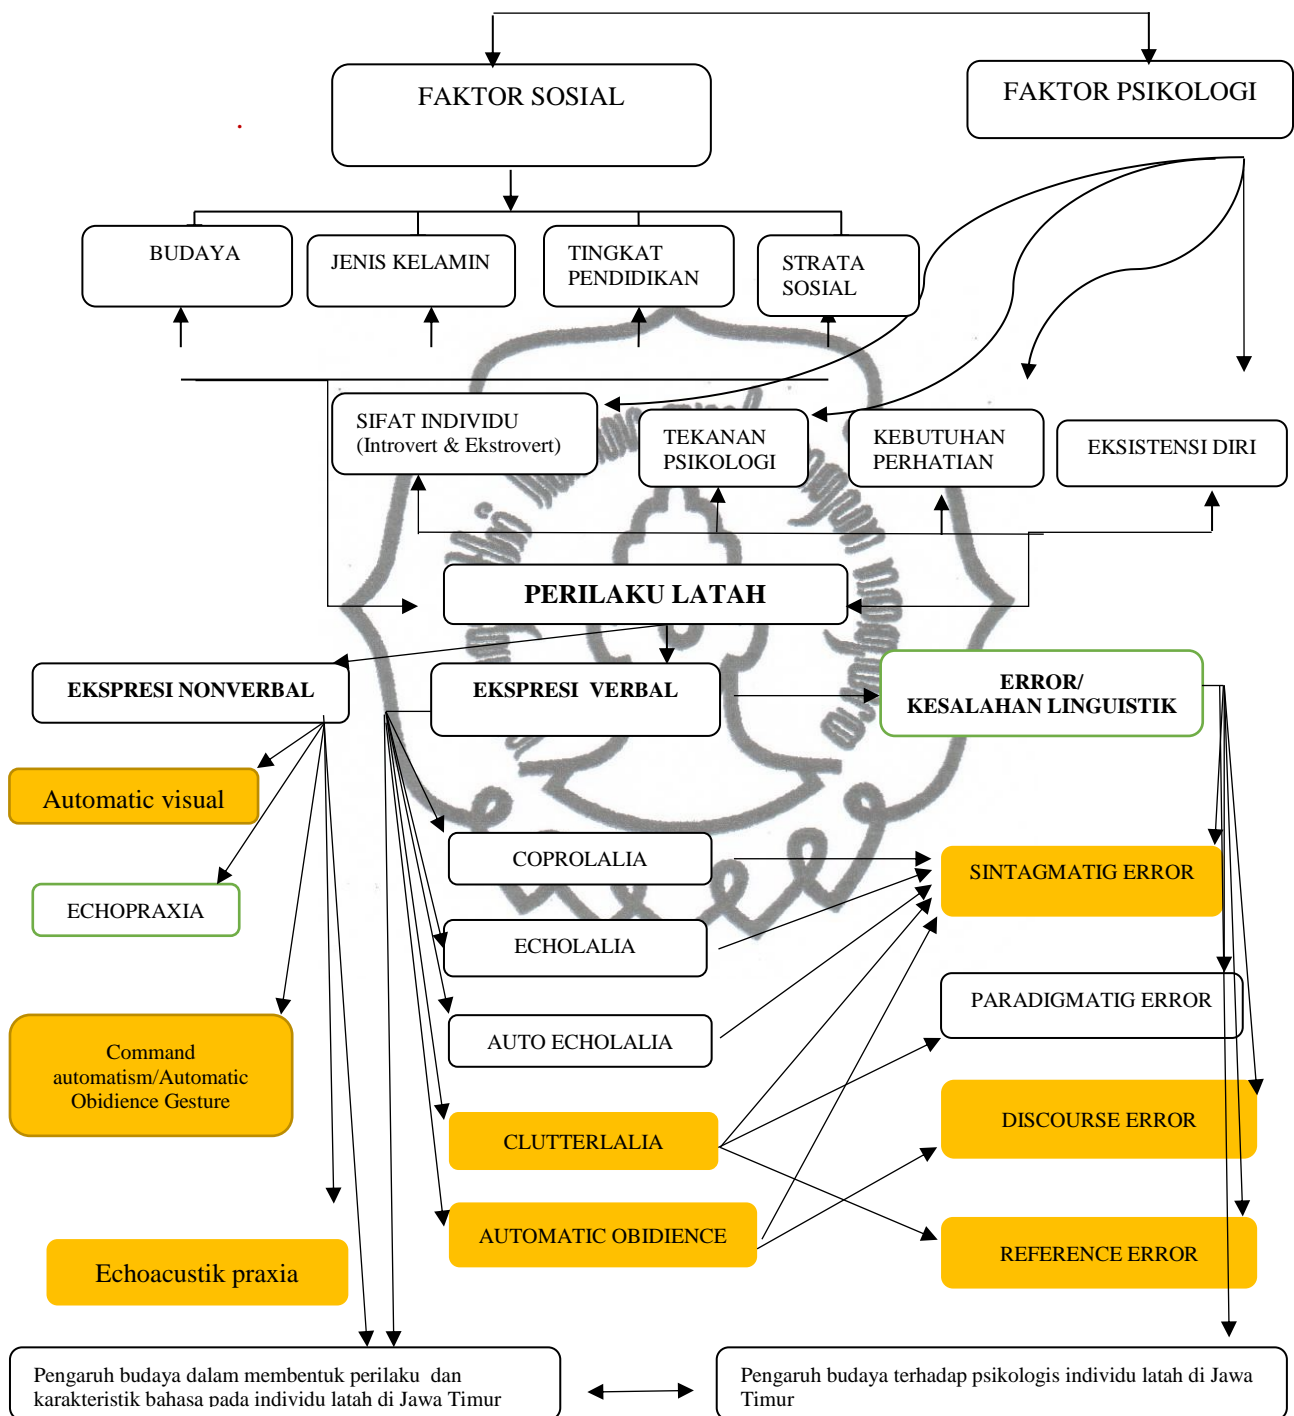 FAKTOR SOSIAL
FAKTOR PSIKOLOGI
BUDAYA
JENIS KELAMIN
TINGKAT
PENDIDIKAN
STRATA
SOSIAL
SIFAT INDIVIDU
(Introvert & Ekstrovert)
TEKANAN
PSIKOLOGI
KEBUTUHAN
PERHATIAN
EKSISTENSI DIRI
PERILAKU LATAH
EKSPRESI NONVERBAL
EKSPRESI VERBAL
ERROR/
KESALAHAN LINGUISTIK
Automatic visual
ECHOPRAXIA
Command
automatism/Automatic
Obidience Gesture
Echoacustik praxia
COPROLALIA
ECHOLALIA
AUTO ECHOLALIA
CLUTTERLALIA
AUTOMATIC OBIDIENCE
SINTAGMATIG ERROR
PARADIGMATIG ERROR
DISCOURSE ERROR
REFERENCE ERROR
Pengaruh budaya dalam membentuk perilaku dan
karakteristik bahasa pada individu latah di Jawa Timur
Pengaruh budaya terhadap psikologis individu latah di Jawa
Timur